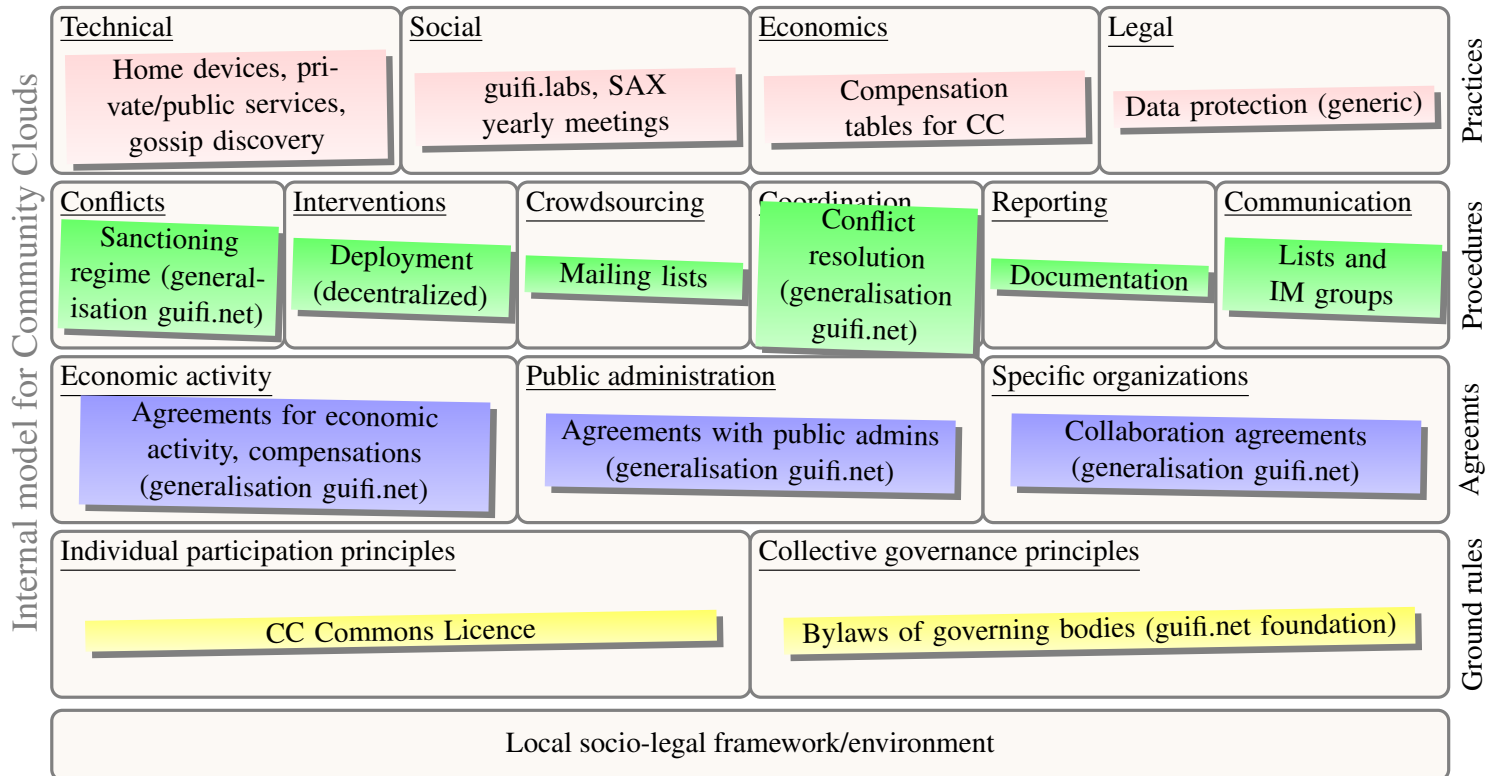 Internal model for Community Clouds
Technical
Home devices, pri-
vate/public services,
gossip discovery
Social
guifi.labs, SAX
yearly meetings
Economics
Compensation
tables for CC
Legal
Data protection (generic)
Practices
Conflicts
Sanctioning
regime (general-
isation guifi.net)
Interventions
Deployment
(decentralized)
Crowdsourcing
Mailing lists
Coordination
Conflict
resolution
(generalisation
guifi.net)
Reporting
Documentation
Communication
Lists and
IM groups
Procedures
Economic activity
Agreements for economic
activity, compensations
(generalisation guifi.net)
Public administration
Agreements with public admins
(generalisation guifi.net)
Specific organizations
Collaboration agreements
(generalisation guifi.net)
Agreemts
Individual participation principles
CC Commons Licence
Collective governance principles
Bylaws of governing bodies (guifi.net foundation)
Ground rules
Local socio-legal framework/environment